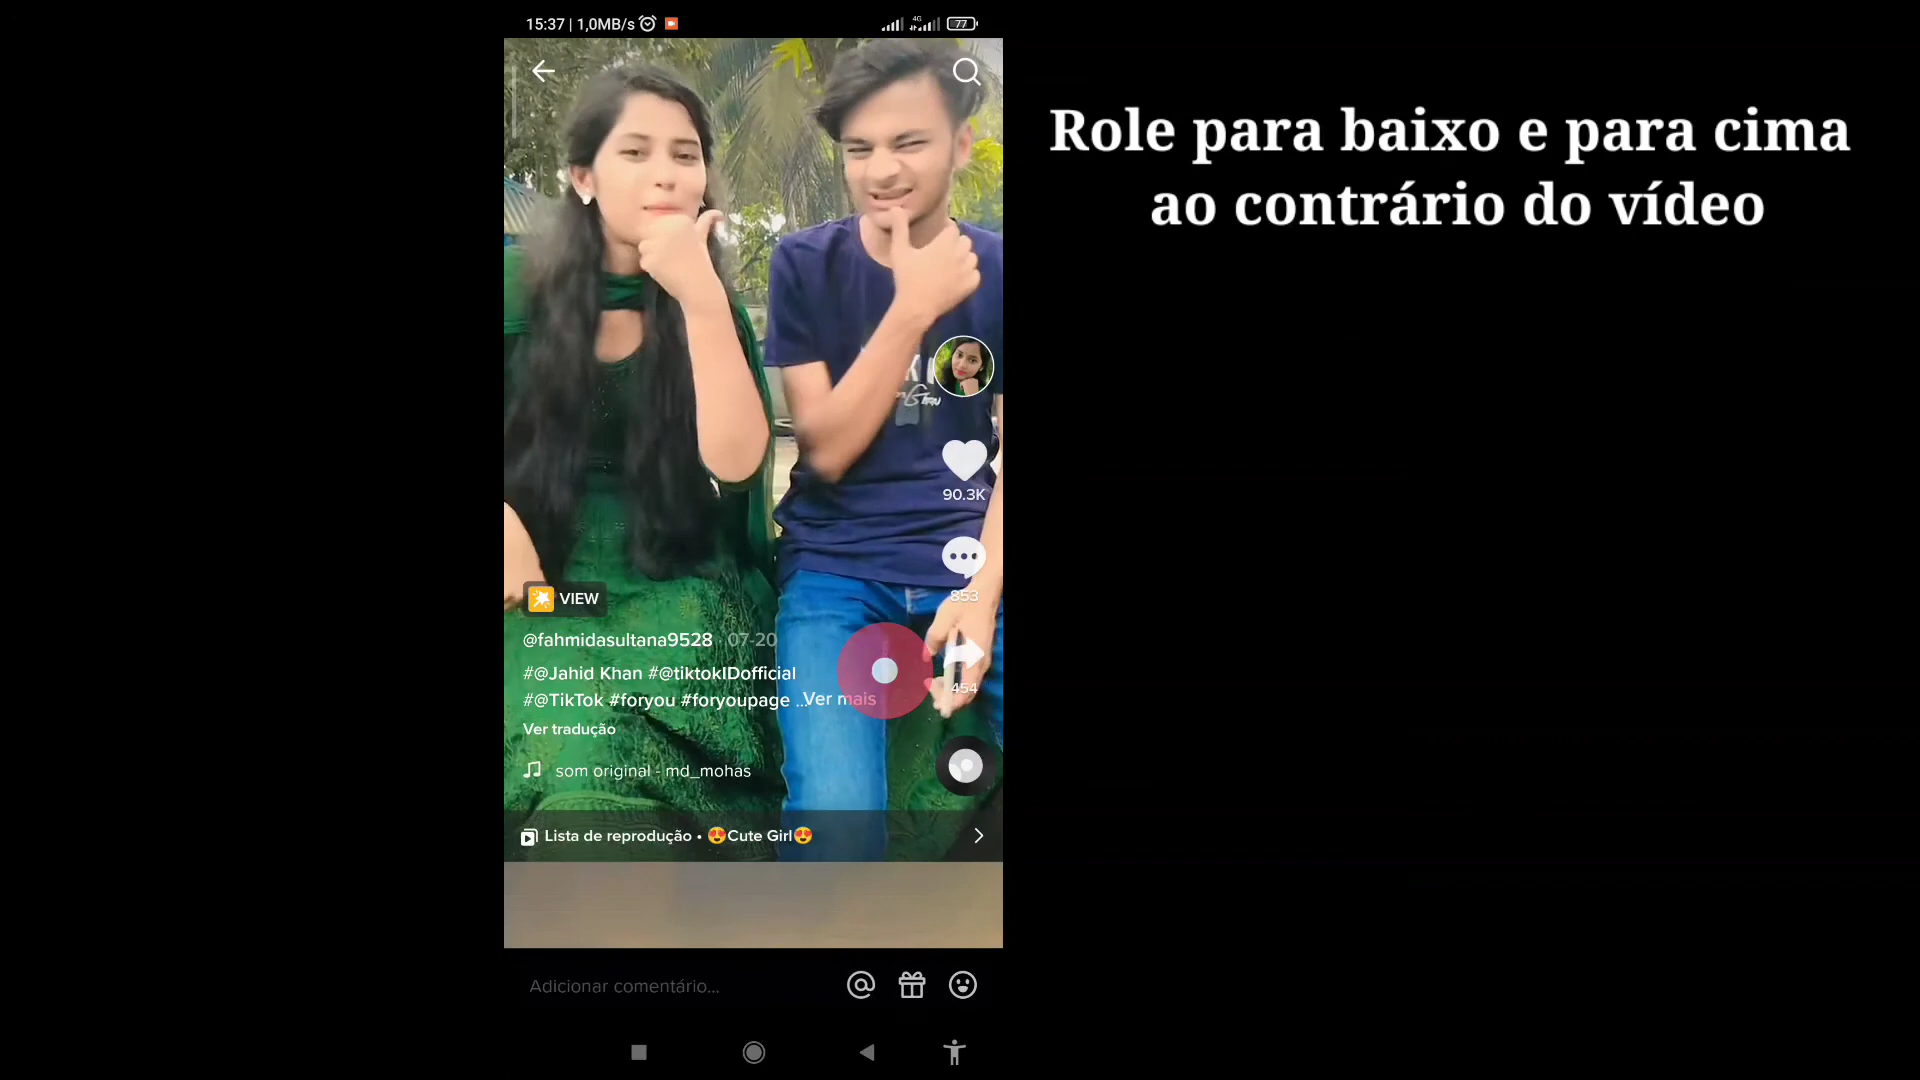 15:37 | 1,0MB/s
4G
77
Role para baixo e para cima
ao contrário do vídeo
90.3K
853
VIEW
@fahmidasultana9528 · 07-20
#@Jahid Khan #@tiktokIDofficial
#@TikTok #foryou #foryoupage ...Ver mais
454
Ver tradução
som original - md_mohas
Lista de reprodução • 😍Cute Girl😍
Adicionar comentário...